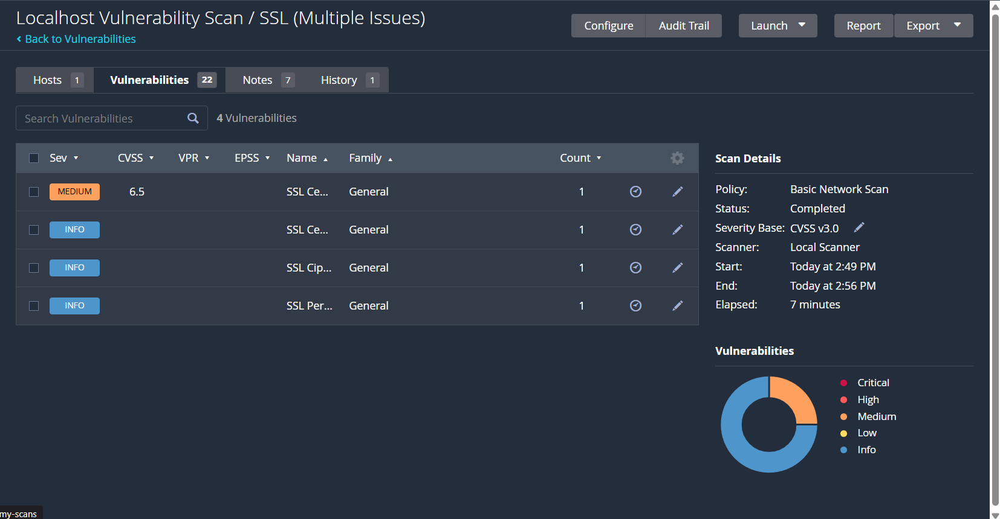 Localhost Vulnerability Scan / SSL (Multiple Issues)
Back to Vulnerabilities
Configure Audit Trail Launch Report Export
Hosts 1 Vulnerabilities 22 Notes 7 History 1
Search Vulnerabilities 4 Vulnerabilities
Sev CVSS VPR EPSS Name Family Count
MEDIUM 6.5 SSL Ce... General 1
INFO SSL Ce... General 1
INFO SSL Cip... General 1
INFO SSL Per... General 1
Scan Details
Policy: Basic Network Scan
Status: Completed
Severity Base: CVSS v3.0
Scanner: Local Scanner
Start: Today at 2:49 PM
End: Today at 2:56 PM
Elapsed: 7 minutes
Vulnerabilities
Critical
High
Medium
Low
Info
my-scans